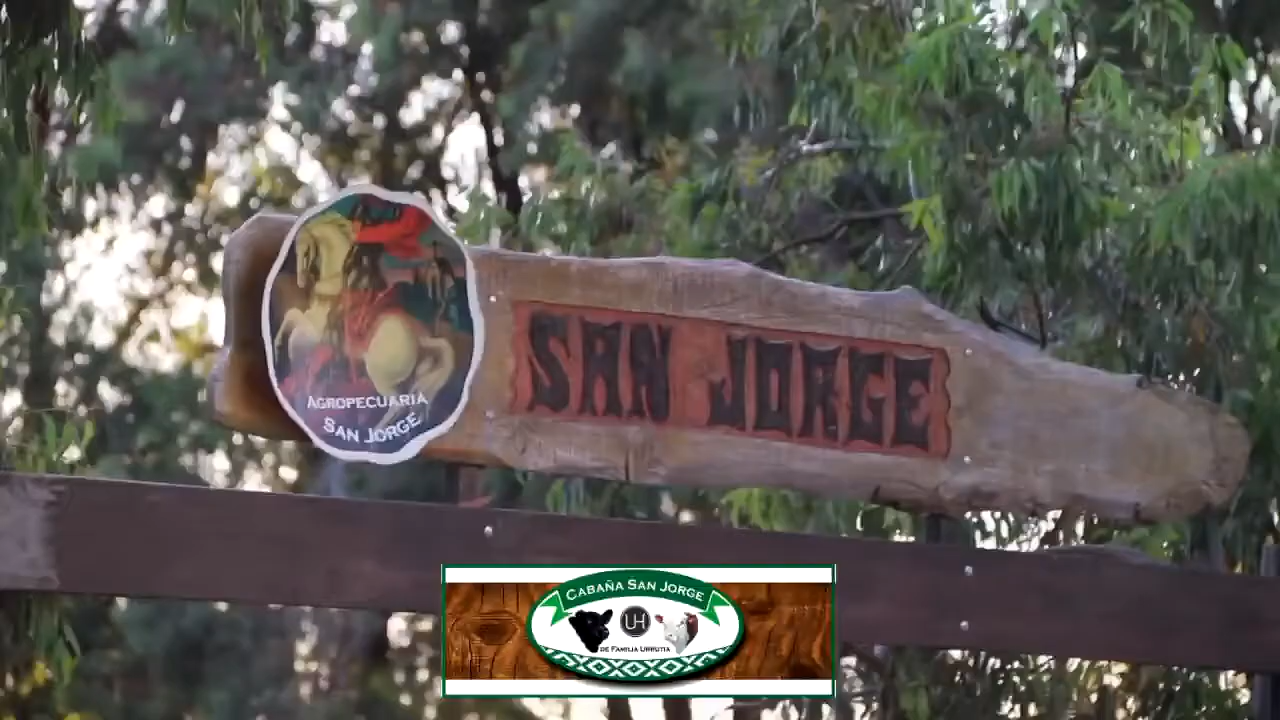 SAN JORGE
AGROPECUARIA
SAN JORGE
CABAÑA SAN JORGE
UH
DE FAMILIA URRUTIA